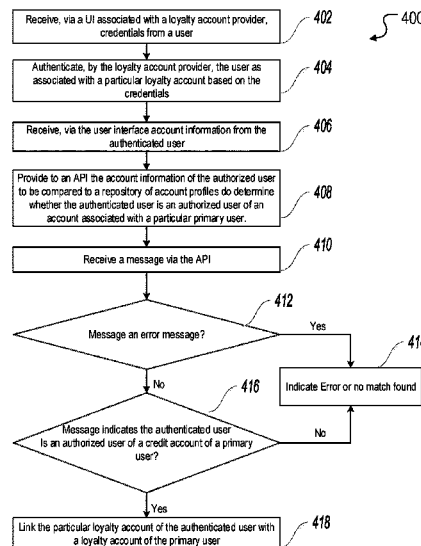 400
Receive, via a UI associated with a loyalty account provider,
credentials from a user
402
Authenticate, by the loyalty account provider, the user as
associated with a particular loyalty account based on the
credentials
404
Receive, via the user interface account information from the
authenticated user
406
Provide to an API the account information of the authorized user
to be compared to a repository of account profiles do determine
whether the authenticated user is an authorized user of an
account associated with a particular primary user.
408
Receive a message via the API
410
Message an error message?
412
Yes
No
Indicate Error or no match found
Message indicates the authenticated user
Is an authorized user of a credit account of a primary
user?
416
No
Yes
Link the particular loyalty account of the authenticated user with
a loyalty account of the primary user
418